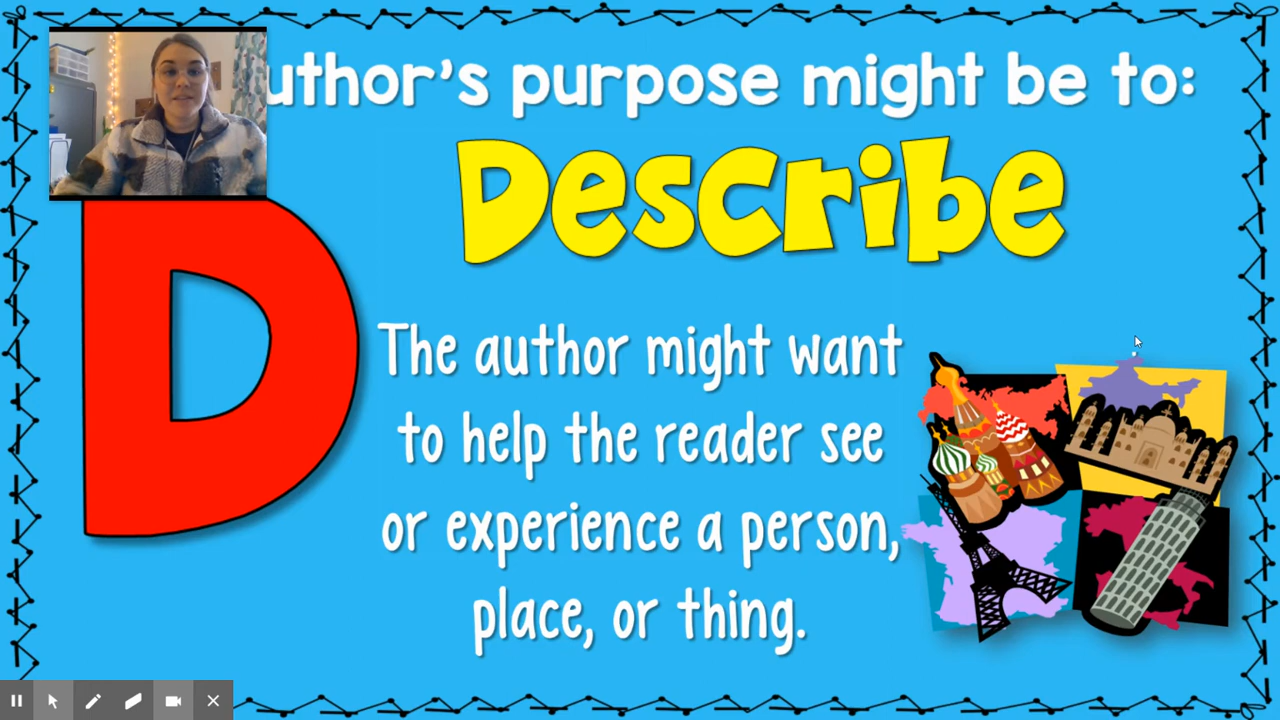 uthor's purpose might be to:
Describe
D
The author might want
to help the reader see
or experience a person,
place, or thing.